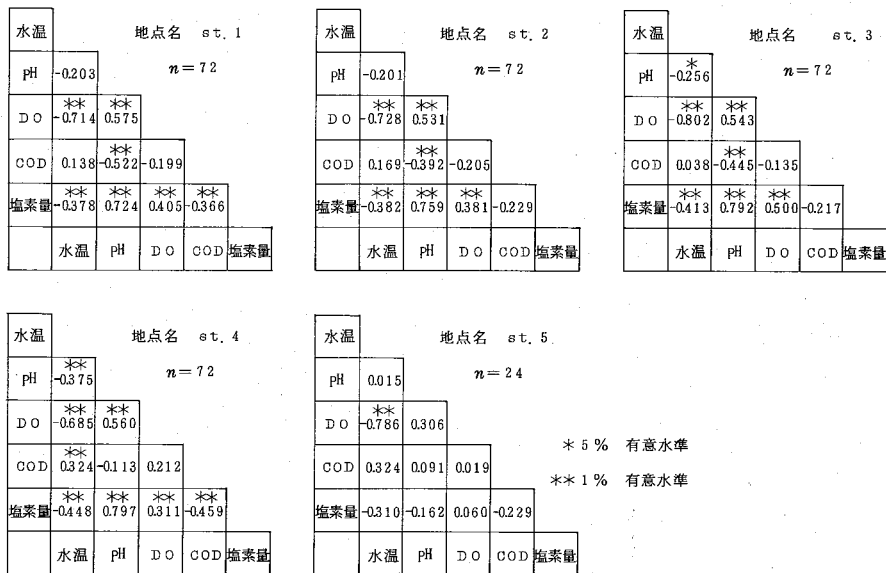 水温 地点名 st. 1
** 
PH -0.203 n=72
** **
DO -0.714 0.575
**
COD 0.138 -0.522 -0.199
** ** ** **
塩素量 -0.378 0.724 0.405 -0.366
水温 PH DO COD 塩素量
水温 地点名 st. 2
PH -0.201 n=72
** **
DO -0.728 0.531
**
COD 0.169 -0.392 -0.205
** ** **
塩素量 -0.382 0.759 0.381 -0.229
水温 PH DO COD 塩素量
水温 地点名 st. 3
*
PH -0.256 n=72
** **
DO -0.802 0.543
**
COD 0.038 -0.445 -0.135
** ** **
塩素量 -0.413 0.792 0.500 -0.217
水温 PH DO COD 塩素量
水温 地点名 st. 4
**
PH -0.375 n=72
** **
DO -0.685 0.560
**
COD 0.324 -0.113 0.212
** ** ** **
塩素量 -0.448 0.797 0.311 -0.459
水温 PH DO COD 塩素量
水温 地点名 st. 5
PH 0.015 n=24
**
DO -0.786 0.306
COD 0.324 0.091 0.019
塩素量 -0.310 -0.162 0.060 -0.229
水温 PH DO COD 塩素量
* 5% 有意水準
** 1% 有意水準